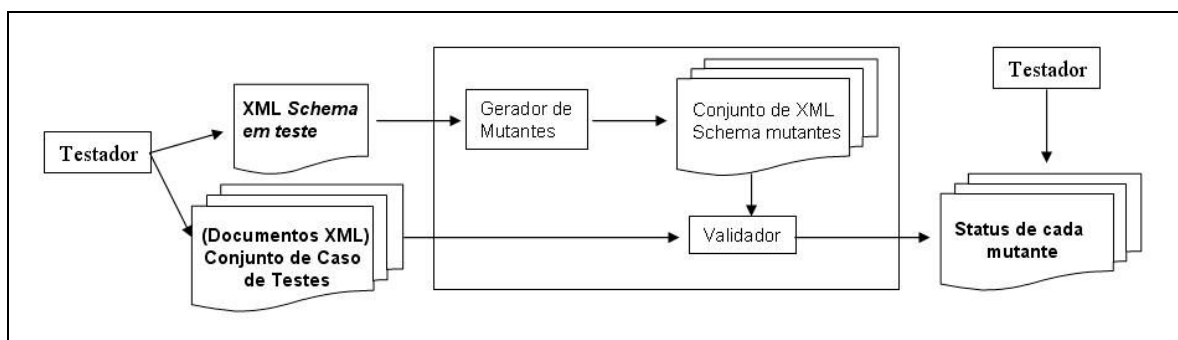 Testador
XML Schema
em teste
(Documentos XML)
Conjunto de Caso
de Testes
Gerador de
Mutantes
Conjunto de XML
Schema mutantes
Validador
Testador
Status de cada
mutante